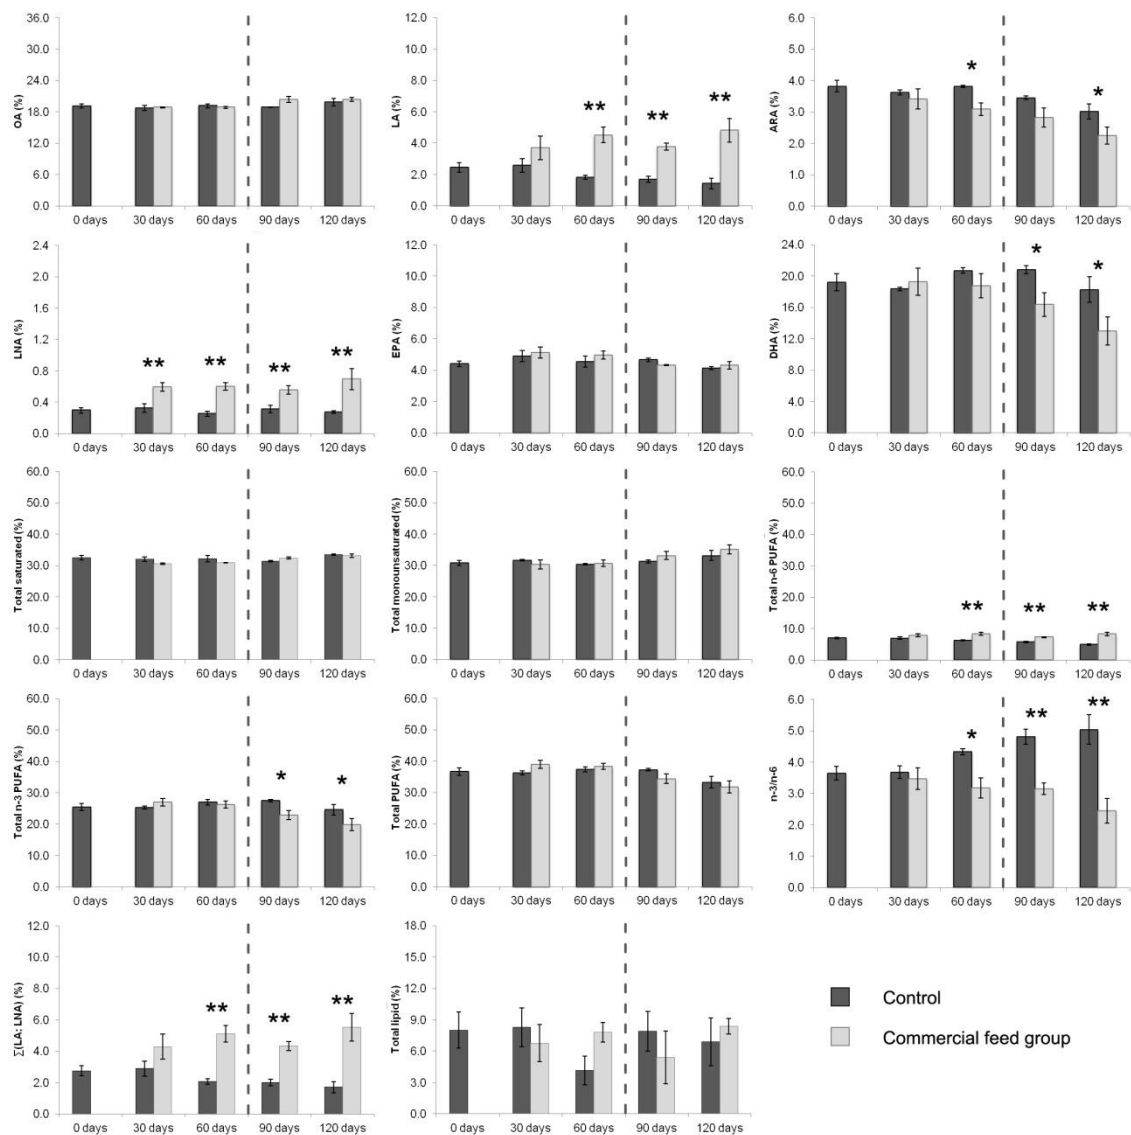 OA (%)
36.0
30.0
24.0
18.0
12.0
6.0
0.0
0 days 30 days 60 days 90 days 120 days
LA (%)
12.0
10.0
8.0
6.0
4.0
2.0
0.0
** ** **
0 days 30 days 60 days 90 days 120 days
ARA (%)
6.0
5.0
4.0
3.0
2.0
1.0
0.0
* *
0 days 30 days 60 days 90 days 120 days
LNA (%)
2.4
2.0
1.6
1.2
0.8
0.4
0.0
** ** ** **
0 days 30 days 60 days 90 days 120 days
EPA (%)
12.0
10.0
8.0
6.0
4.0
2.0
0.0
0 days 30 days 60 days 90 days 120 days
DHA (%)
24.0
20.0
16.0
12.0
8.0
4.0
0.0
* *
0 days 30 days 60 days 90 days 120 days
Total saturated (%)
60.0
50.0
40.0
30.0
20.0
10.0
0.0
0 days 30 days 60 days 90 days 120 days
Total monounsaturated (%)
60.0
50.0
40.0
30.0
20.0
10.0
0.0
0 days 30 days 60 days 90 days 120 days
Total n-6 PUFA (%)
60.0
50.0
40.0
30.0
20.0
10.0
0.0
** ** **
0 days 30 days 60 days 90 days 120 days
Total n-3 PUFA (%)
60.0
50.0
40.0
30.0
20.0
10.0
0.0
* *
0 days 30 days 60 days 90 days 120 days
Total PUFA (%)
60.0
50.0
40.0
30.0
20.0
10.0
0.0
0 days 30 days 60 days 90 days 120 days
n-3/n-6
6.0
5.0
4.0
3.0
2.0
1.0
0.0
* ** **
0 days 30 days 60 days 90 days 120 days
∑(LA: LNA) (%)
12.0
10.0
8.0
6.0
4.0
2.0
0.0
** ** **
0 days 30 days 60 days 90 days 120 days
Total lipid (%)
18.0
15.0
12.0
9.0
6.0
3.0
0.0
0 days 30 days 60 days 90 days 120 days
Control
Commercial feed group